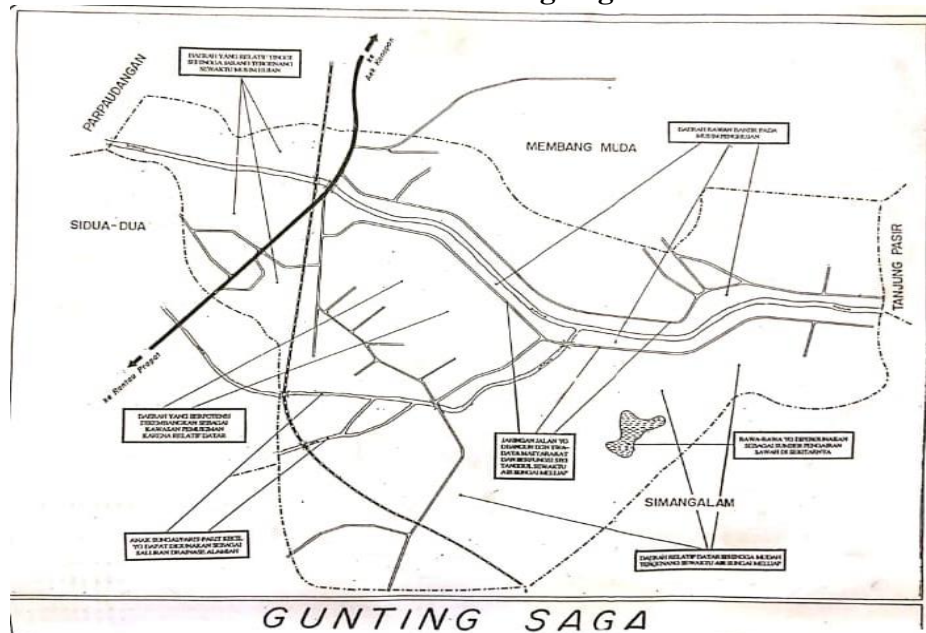 ke
Aek Kanopan
DAERAH YANG RELATIF TINGGI
SEHINGGA JARANG TERGENANG
SEWAKTU MUSIM HUJAN
PARPAUDANGAN
DAERAH RAWAN BANJIR PADA
MUSIM PENGHUJAN
MEMBANG MUDA
SIDUA-DUA
TANJUNG PASIR
ke Rantau Prapat
DAERAH YANG BERPOTENSI
DIKEMBANGKAN SEBAGAI
KAWASAN PEMUKIMAN
KARENA RELATIF DATAR
JARINGAN JALAN YG
DIBANGUN DGN SWA-
DAYA MASYARAKAT
DAN BERFUNGSI SBG
TANGGUL SEWAKTU
AIR SUNGAI MELUAP
RAWA-RAWA YG DIPERGUNAKAN
SEBAGAI SUMBER PENGAIRAN
SAWAH DI SEKITARNYA
SIMANGALAM
ANAK SUNGAI/PARIT-PARIT KECIL
YG DAPAT DIGUNAKAN SEBAGAI
SALURAN DRAINASE ALAMIAH
DAERAH RELATIF DATAR SEHINGGA MUDAH
TERGENANG SEWAKTU AIR SUNGAI MELUAP
GUNTING SAGA